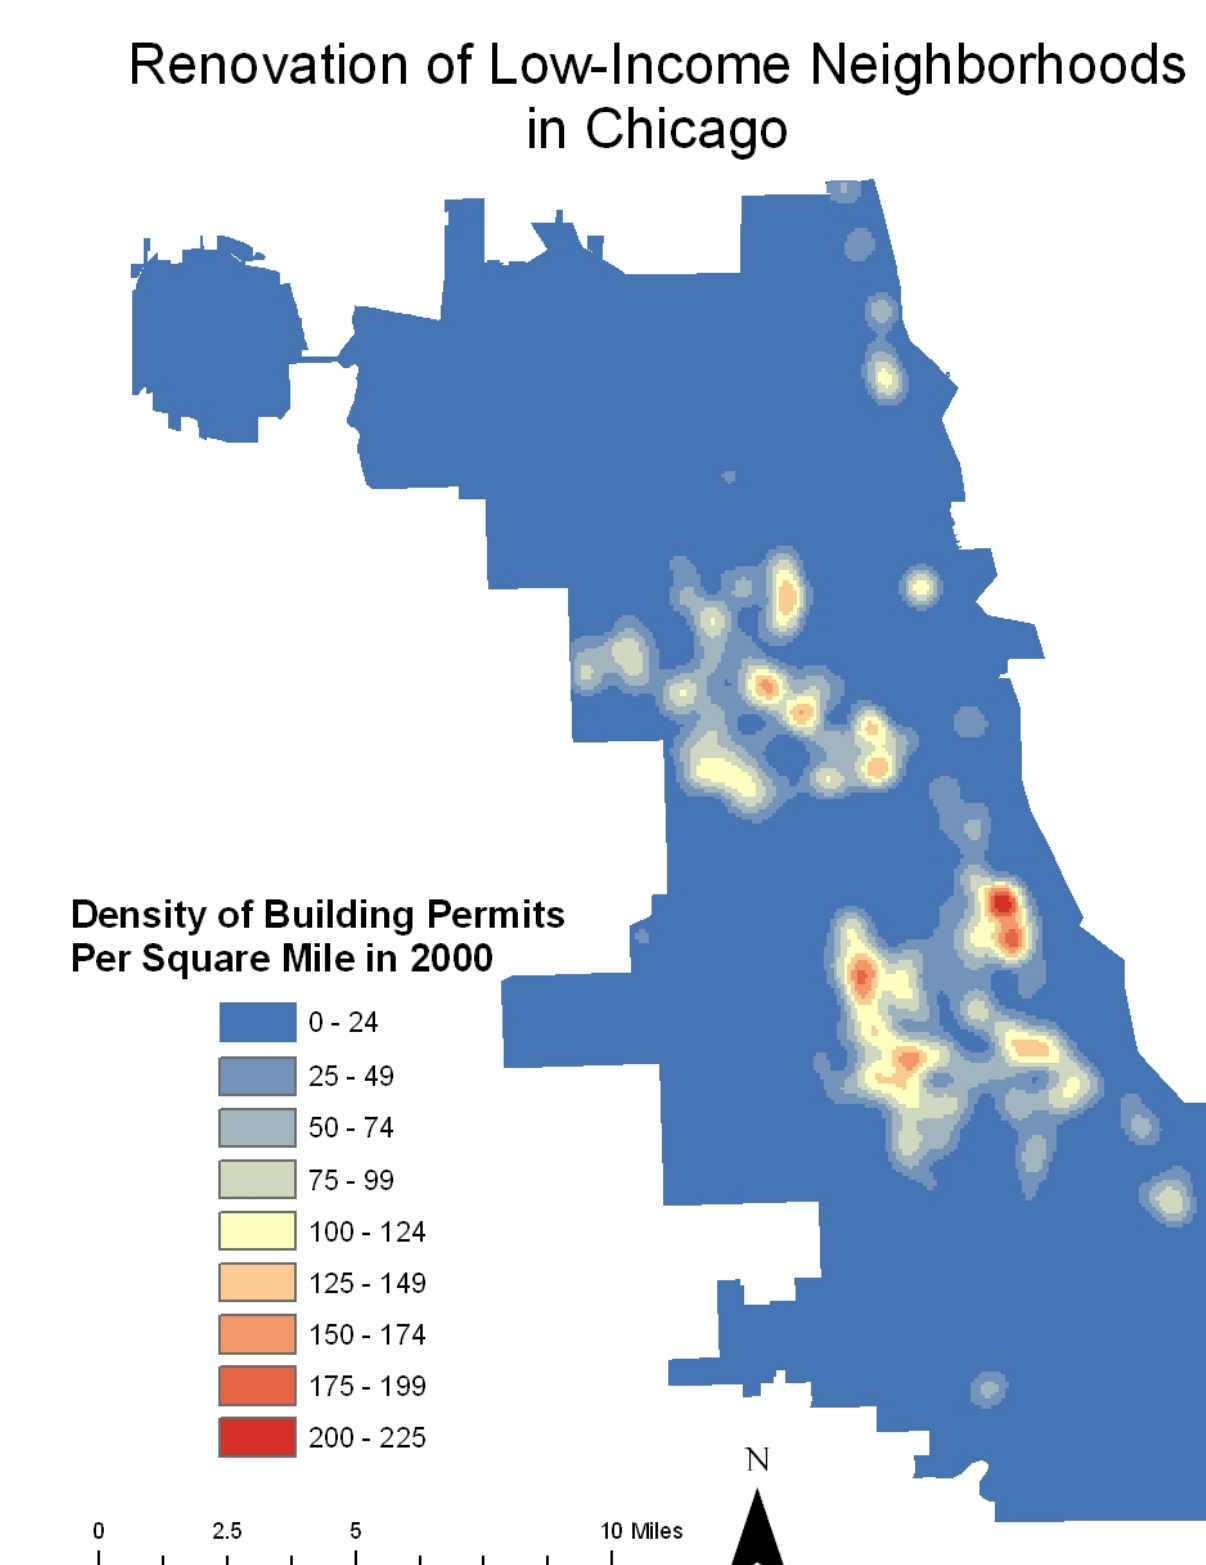 Renovation of Low-Income Neighborhoods
in Chicago
Density of Building Permits
Per Square Mile in 2000
0 - 24
25 - 49
50 - 74
75 - 99
100 - 124
125 - 149
150 - 174
175 - 199
200 - 225
N
0 2.5 5 10 Miles